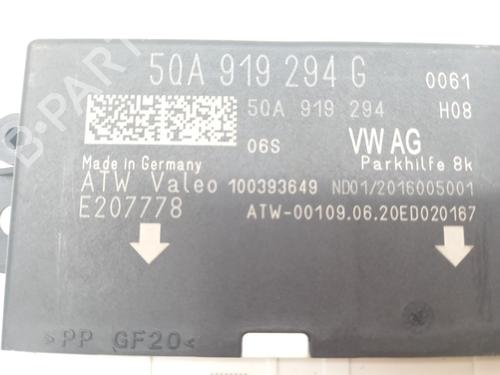 5QA 919 294 G 0061
5QA 919 294 H08
06S VW AG
Made in Germany Parkhilfe 8k
ATW Valeo 100393649 ND01/2016005001
E207778 ATW-00109.06.20ED020167
>PP GF20<
B-PARTS